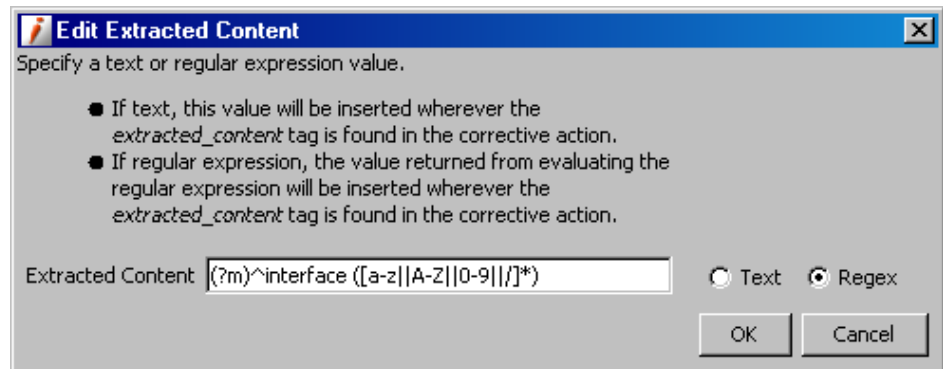 Edit Extracted Content
Specify a text or regular expression value.
If text, this value will be inserted wherever the
extracted_content tag is found in the corrective action.
If regular expression, the value returned from evaluating the
regular expression will be inserted wherever the
extracted_content tag is found in the corrective action.
Extracted Content (?m)^interface ([a-z||A-Z||0-9||/]*) Text Regex
OK Cancel